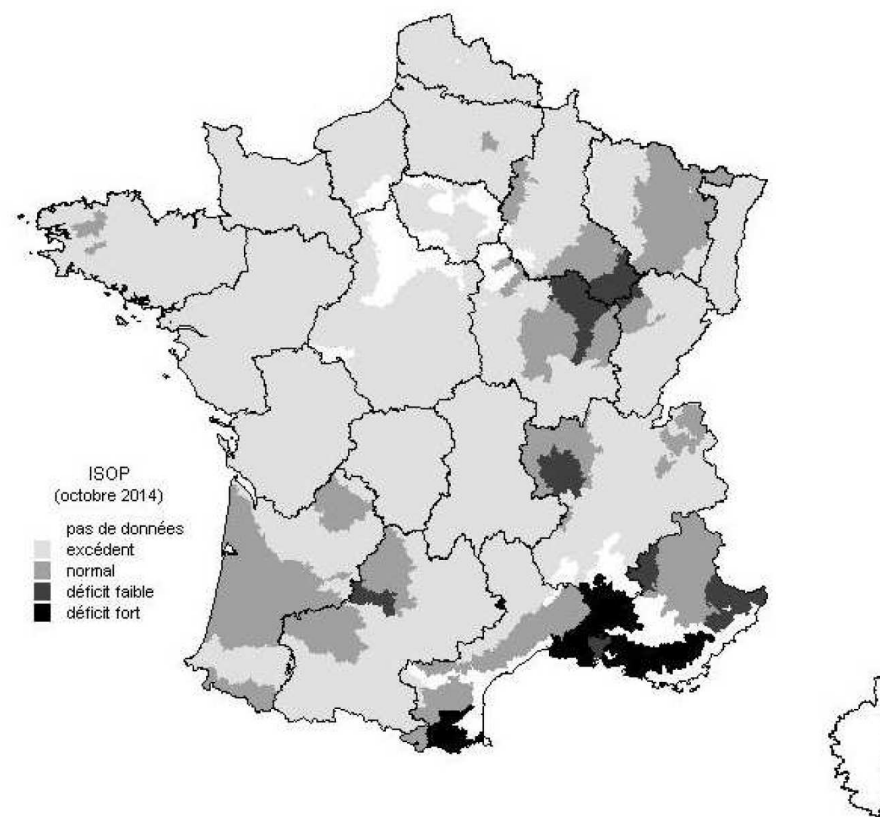 ISOP
(octobre 2014)
pas de données
excédent
normal
déficit faible
déficit fort